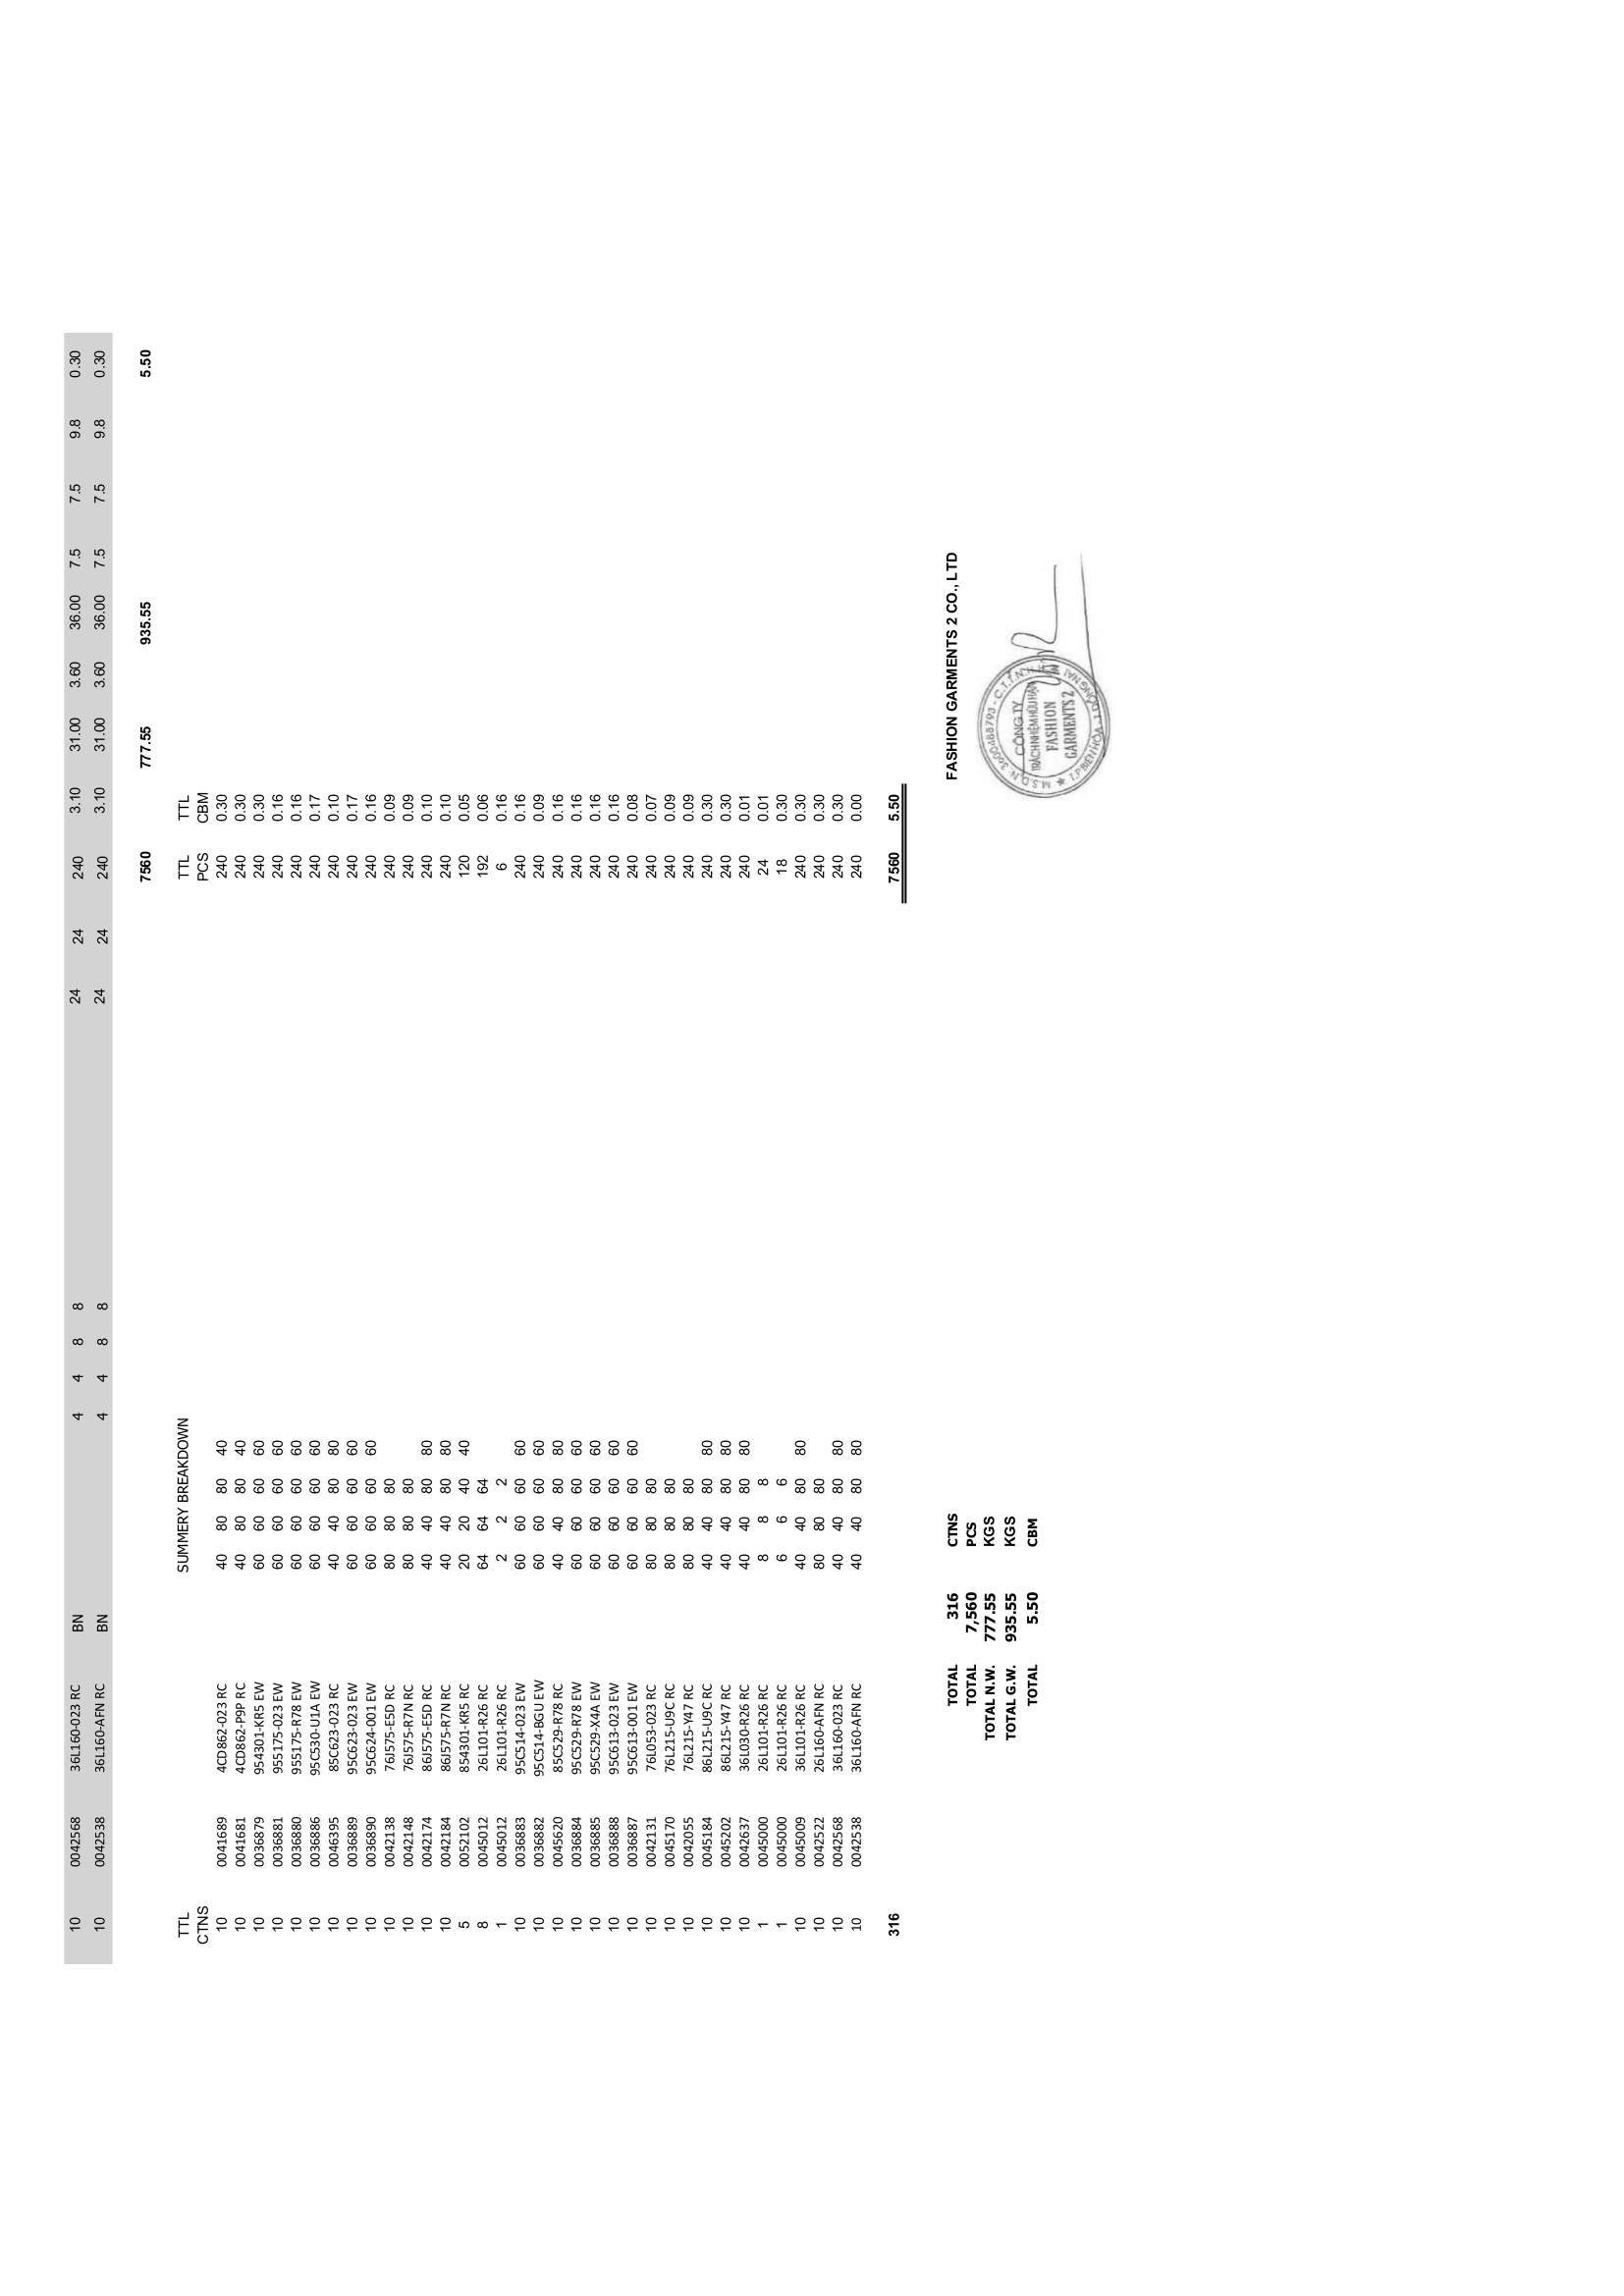 10 0042568 36L160-023 RC BN 4 4 8 8 24 24 240 3.10 31.00 3.60 36.00 7.5 7.5 9.8 0.30
10 0042538 36L160-AFN RC BN 4 4 8 8 24 24 240 3.10 31.00 3.60 36.00 7.5 7.5 9.8 0.30
7560 777.55 935.55 5.50
TTL SUMMERY BREAKDOWN TTL TTL
CTNS PCS CBM
10 0041689 4CD862-023 RC 40 80 80 40 240 0.30
10 0041681 4CD862-P9P RC 40 80 80 40 240 0.30
10 0036879 954301-KR5 EW 60 60 60 60 240 0.30
10 0036881 955175-023 EW 60 60 60 60 240 0.16
10 0036880 955175-R78 EW 60 60 60 60 240 0.16
10 0036886 95C530-U1A EW 60 60 60 60 240 0.17
10 0046395 85C623-023 RC 40 40 80 80 240 0.10
10 0036889 95C623-023 EW 60 60 60 60 240 0.17
10 0036890 95C624-001 EW 60 60 60 60 240 0.16
10 0042138 76J575-E5D RC 80 80 80 240 0.09
10 0042148 76J575-R7N RC 80 80 80 240 0.09
10 0042174 86J575-E5D RC 40 40 80 80 240 0.10
10 0042184 86J575-R7N RC 40 40 80 80 240 0.10
5 0052102 854301-KR5 RC 20 20 40 40 120 0.05
8 0045012 26L101-R26 RC 64 64 64 192 0.06
1 0045012 26L101-R26 RC 2 2 2 6 0.16
10 0036883 95C514-023 EW 60 60 60 60 240 0.16
10 0036882 95C514-BGU EW 60 60 60 60 240 0.09
10 0045620 85C529-R78 RC 40 40 80 80 240 0.16
10 0036884 95C529-R78 EW 60 60 60 60 240 0.16
10 0036885 95C529-X4A EW 60 60 60 60 240 0.16
10 0036888 95C613-023 EW 60 60 60 60 240 0.16
10 0036887 95C613-001 EW 60 60 60 60 240 0.08
10 0042131 76L053-023 RC 80 80 80 240 0.07
10 0045170 76L215-U9C RC 80 80 80 240 0.09
10 0042055 76L215-Y47 RC 80 80 80 240 0.09
10 0045184 86L215-U9C RC 40 40 80 80 240 0.30
10 0045202 86L215-Y47 RC 40 40 80 80 240 0.30
10 0042637 36L030-R26 RC 40 40 80 80 240 0.01
1 0045000 26L101-R26 RC 8 8 8 24 0.01
1 0045000 26L101-R26 RC 6 6 6 18 0.30
10 0045009 36L101-R26 RC 40 40 80 80 240 0.30
10 0042522 26L160-AFN RC 80 80 80 240 0.30
10 0042568 36L160-023 RC 40 40 80 80 240 0.30
10 0042538 36L160-AFN RC 40 40 80 80 240 0.00
316 7560 5.50
TOTAL 316 CTNS FASHION GARMENTS 2 CO., LTD
TOTAL 7,560 PCS
TOTAL N.W. 777.55 KGS
TOTAL G.W. 935.55 KGS
TOTAL 5.50 CBM
M.S.D.N: 3600488793 - C.T.T.N.H.H
CÔNG TY
TRÁCH NHIỆM HỮU HẠN
FASHION
GARMENTS 2
T.P BIÊN HÒA - T. ĐỒNG NAI